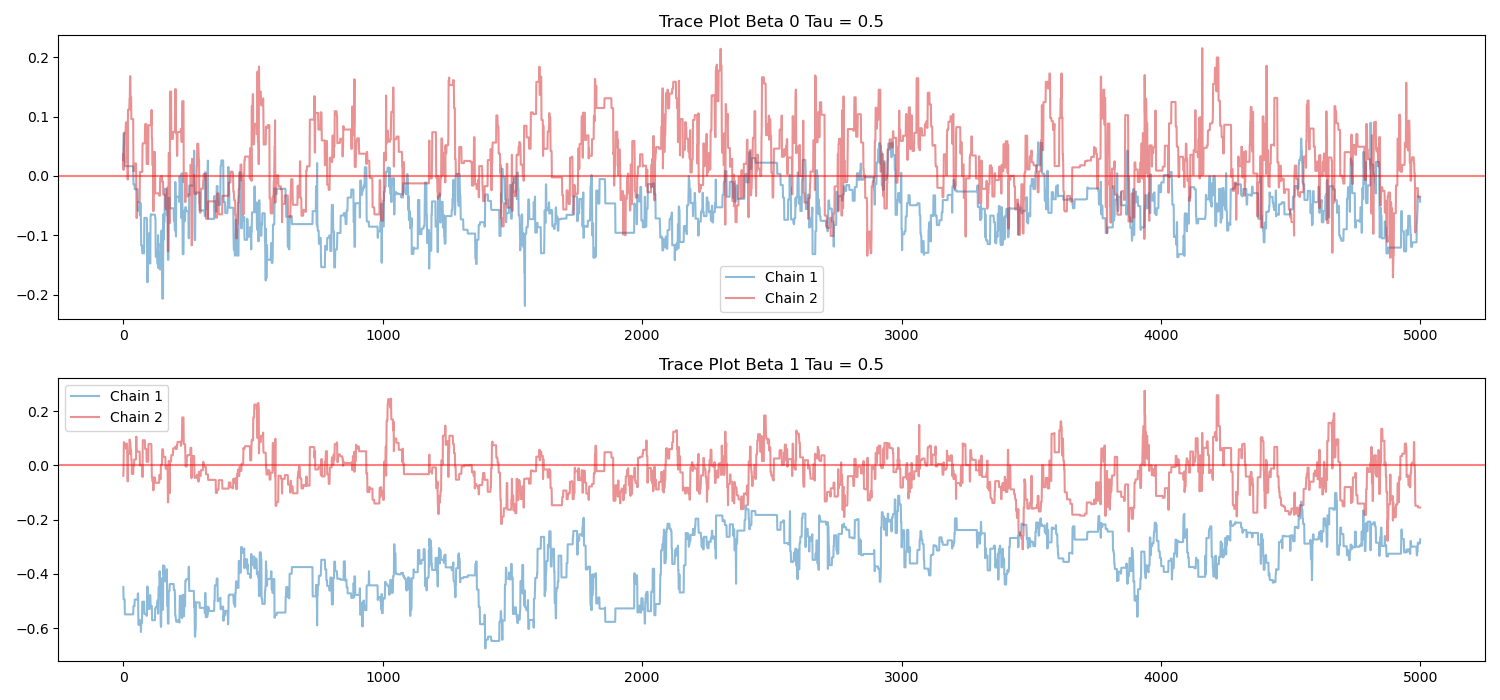 Trace Plot Beta 0 Tau = 0.5
0.2
0.1
0.0
−0.1
−0.2
Chain 1
Chain 2
0 1000 2000 3000 4000 5000
Trace Plot Beta 1 Tau = 0.5
Chain 1
Chain 2
0.2
0.0
−0.2
−0.4
−0.6
0 1000 2000 3000 4000 5000